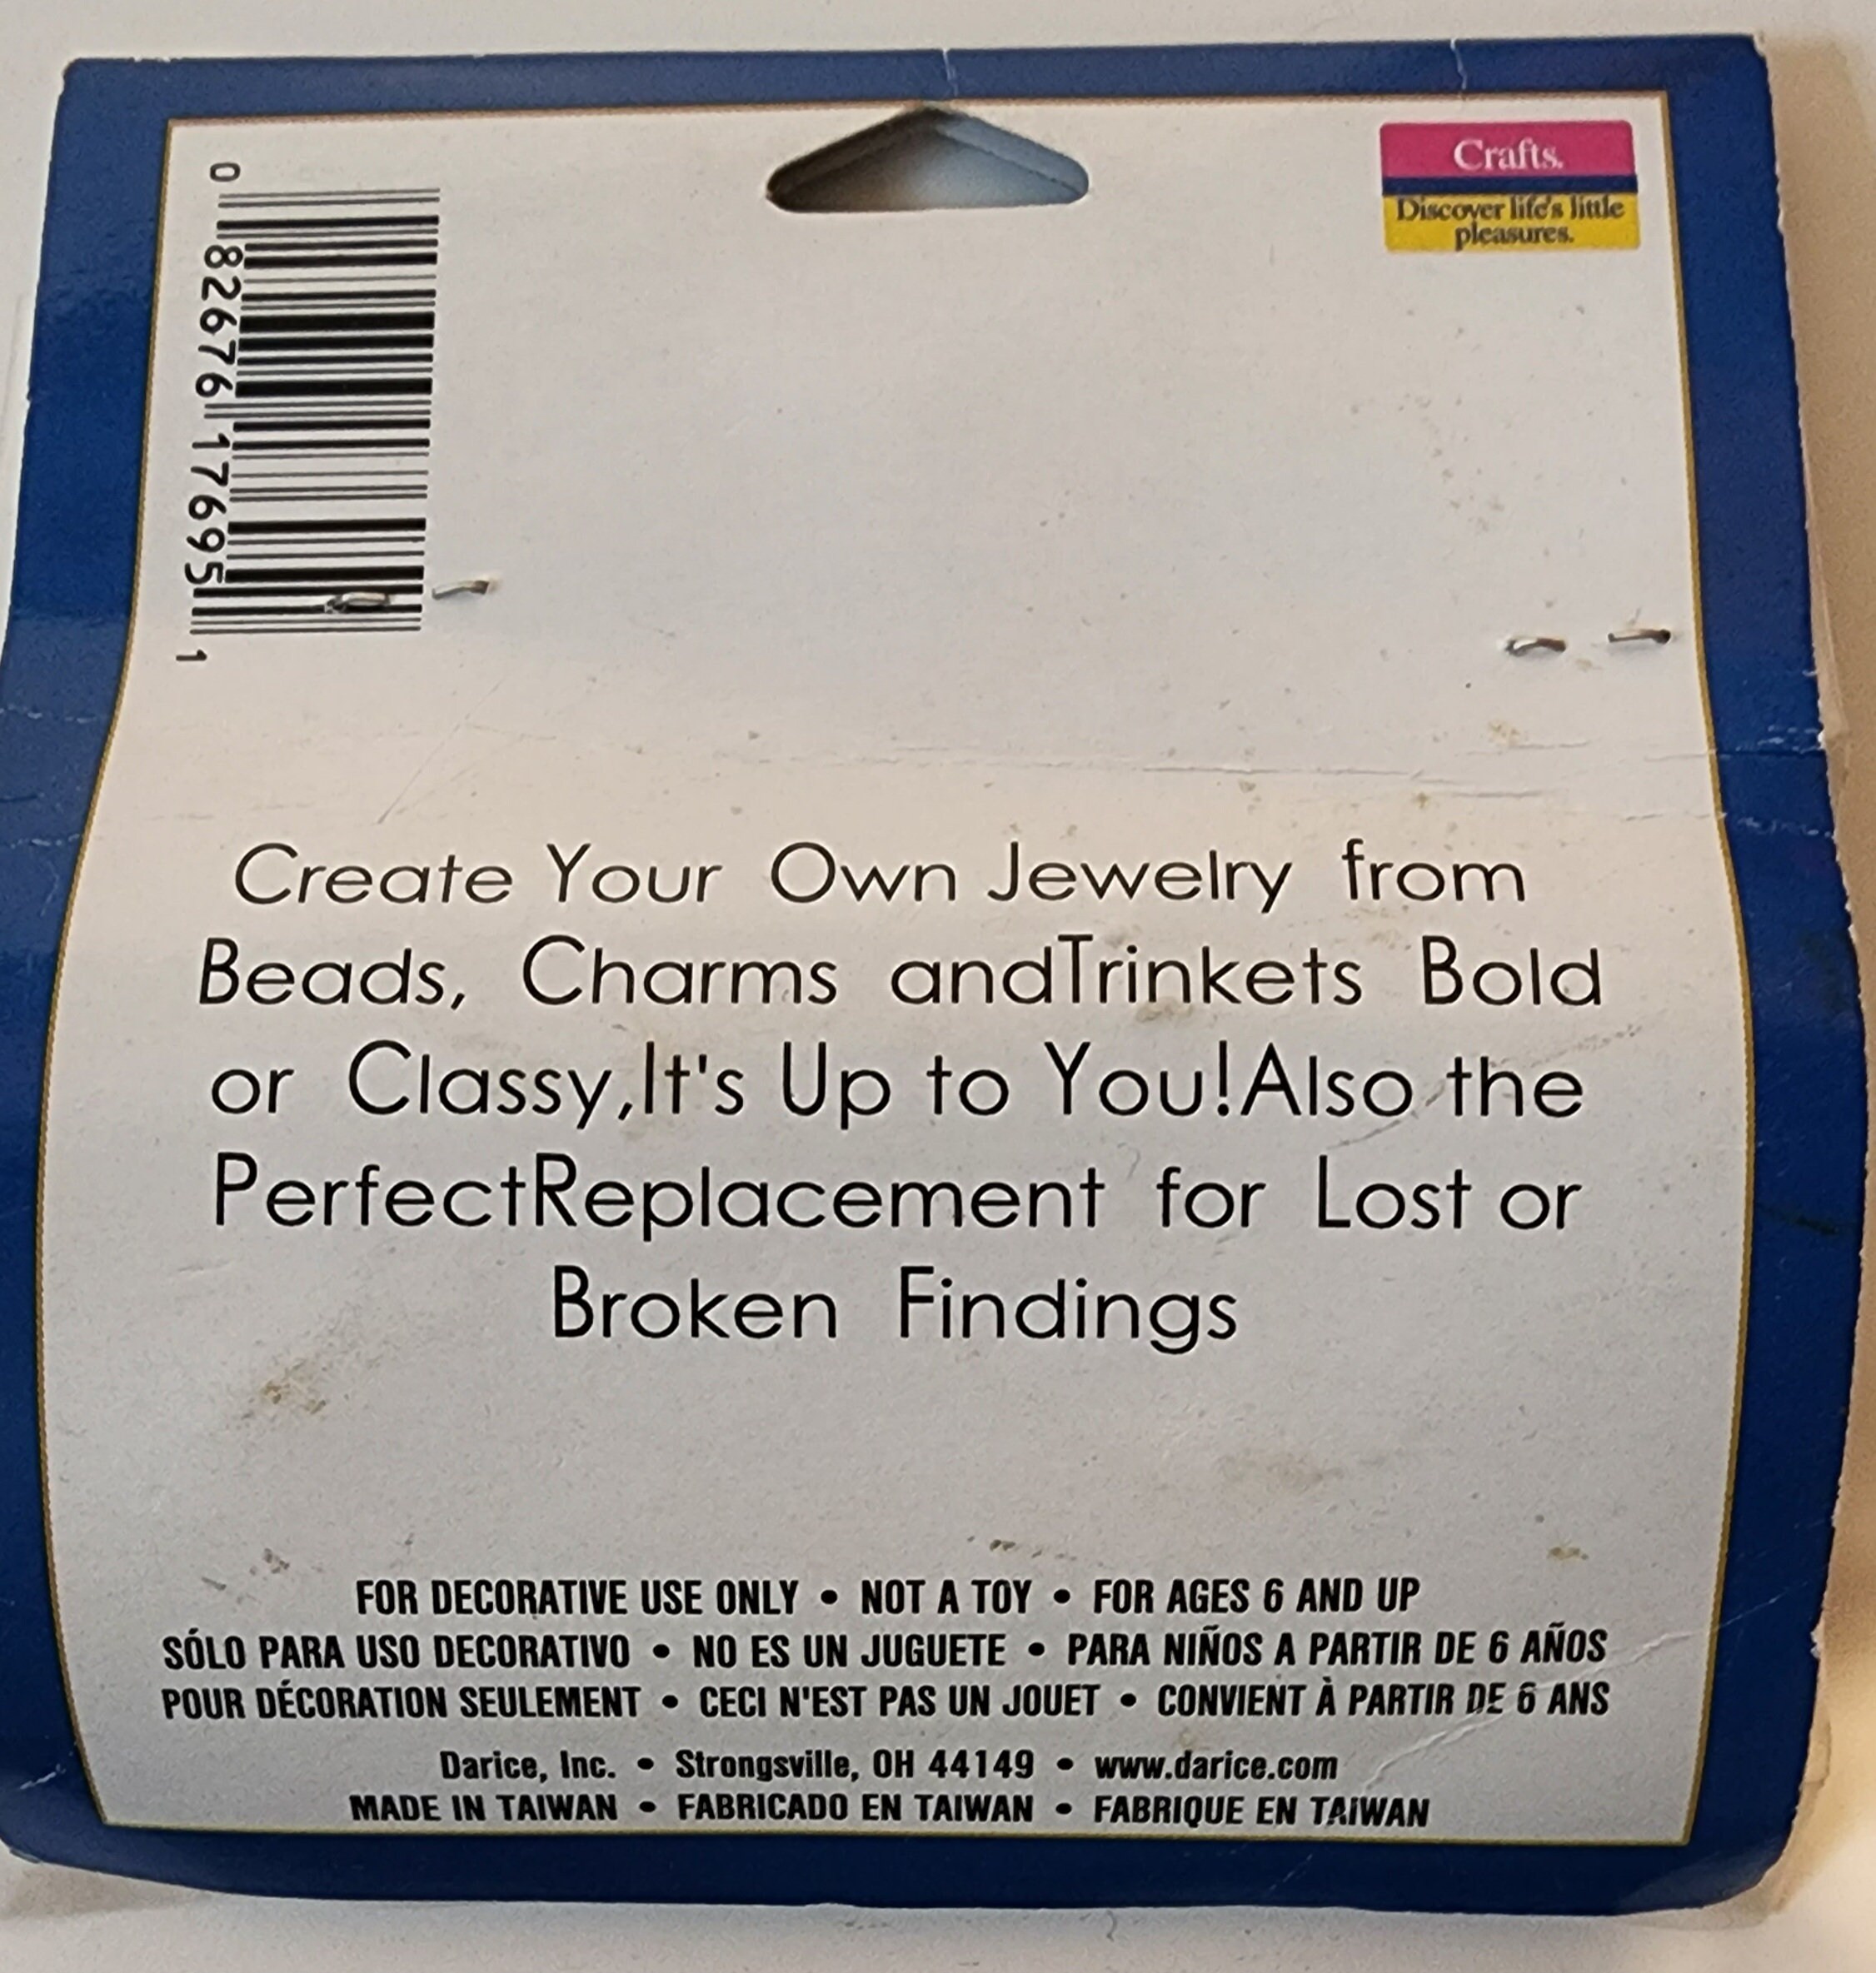 Crafts.
Discover life's little
pleasures.
0 82676 17695 1
Create Your Own Jewelry from
Beads, Charms andTrinkets Bold
or Classy,It's Up to You!Also the
PerfectReplacement for Lost or
Broken Findings
FOR DECORATIVE USE ONLY • NOT A TOY • FOR AGES 6 AND UP
SÓLO PARA USO DECORATIVO • NO ES UN JUGUETE • PARA NIÑOS A PARTIR DE 6 AÑOS
POUR DÉCORATION SEULEMENT • CECI N'EST PAS UN JOUET • CONVIENT À PARTIR DE 6 ANS
Darice, Inc. • Strongsville, OH 44149 • www.darice.com
MADE IN TAIWAN • FABRICADO EN TAIWAN • FABRIQUE EN TAIWAN